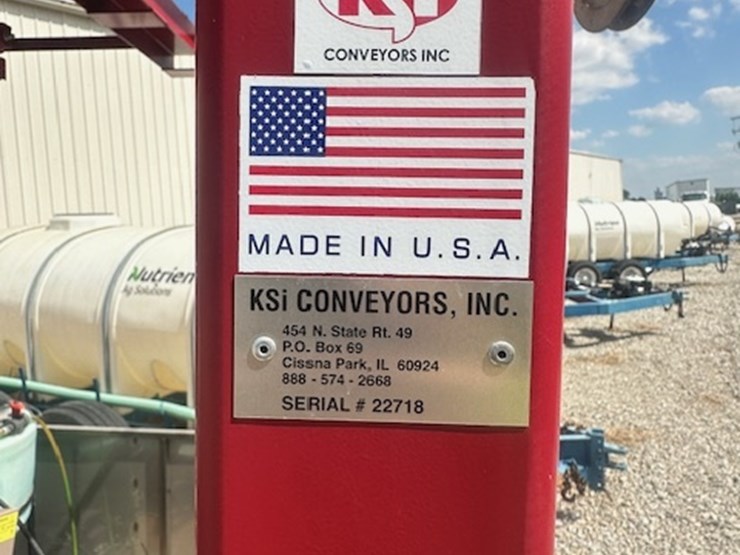 KSi
CONVEYORS INC
MADE IN U.S.A.
KSi CONVEYORS, INC.
454 N. State Rt. 49
P.O. Box 69
Cissna Park, IL 60924
888 - 574 - 2668
SERIAL # 22718
Nutrien
Ag Solutions